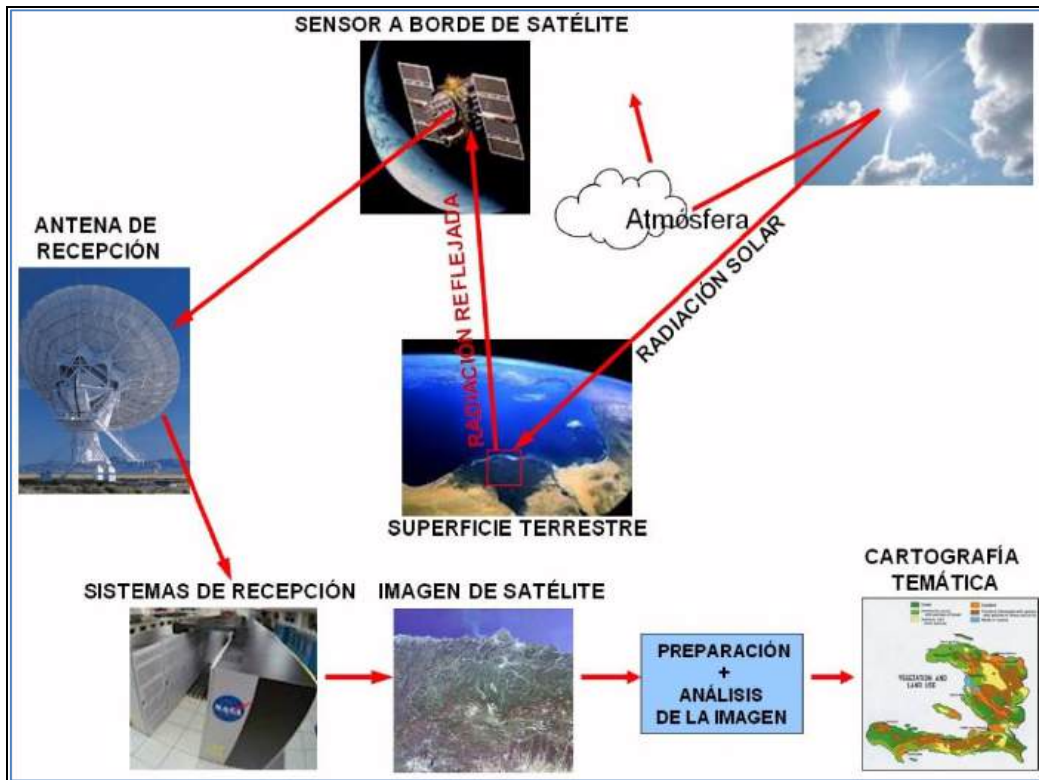 SENSOR A BORDE DE SATÉLITE
Atmósfera
RADIACIÓN SOLAR
RADIACIÓN REFLEJADA
ANTENA DE
RECEPCIÓN
SUPERFICIE TERRESTRE
SISTEMAS DE RECEPCIÓN
NASA
IMAGEN DE SATÉLITE
PREPARACIÓN
+
ANÁLISIS
DE LA IMAGEN
CARTOGRAFÍA
TEMÁTICA
VEGETATION AND
LAND USE